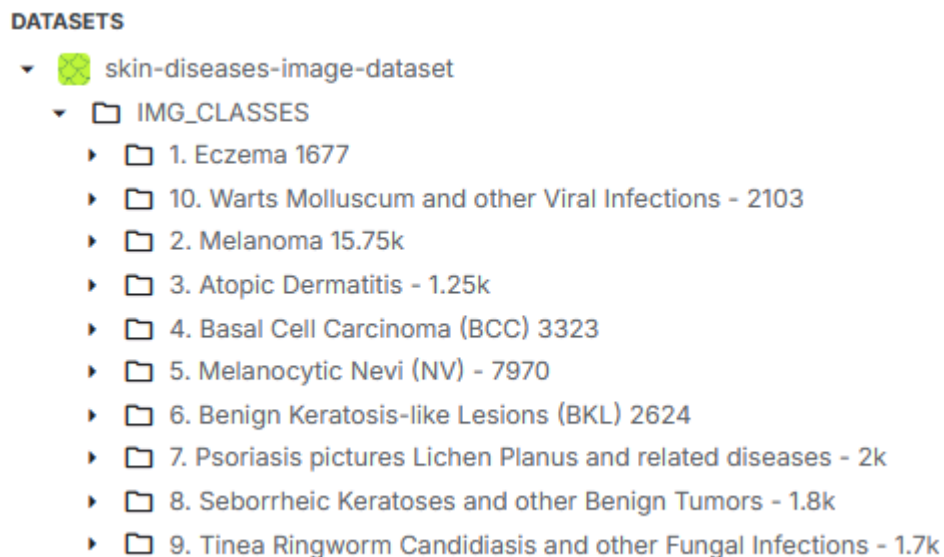 DATASETS
skin-diseases-image-dataset
IMG_CLASSES
1. Eczema 1677
10. Warts Molluscum and other Viral Infections - 2103
2. Melanoma 15.75k
3. Atopic Dermatitis - 1.25k
4. Basal Cell Carcinoma (BCC) 3323
5. Melanocytic Nevi (NV) - 7970
6. Benign Keratosis-like Lesions (BKL) 2624
7. Psoriasis pictures Lichen Planus and related diseases - 2k
8. Seborrheic Keratoses and other Benign Tumors - 1.8k
9. Tinea Ringworm Candidiasis and other Fungal Infections - 1.7k